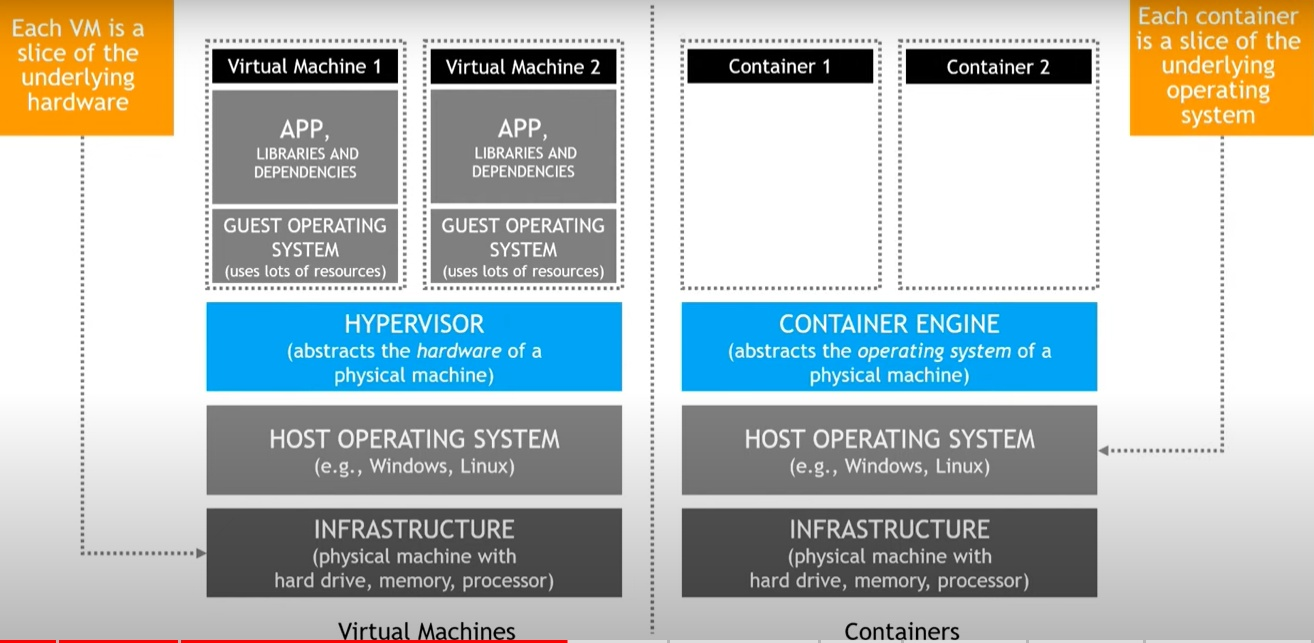 Each VM is a
slice of the
underlying
hardware
Virtual Machine 1
APP,
LIBRARIES AND
DEPENDENCIES
GUEST OPERATING
SYSTEM
(uses lots of resources)
Virtual Machine 2
APP,
LIBRARIES AND
DEPENDENCIES
GUEST OPERATING
SYSTEM
(uses lots of resources)
HYPERVISOR
(abstracts the hardware of a
physical machine)
HOST OPERATING SYSTEM
(e.g., Windows, Linux)
INFRASTRUCTURE
(physical machine with
hard drive, memory, processor)
Virtual Machines
Container 1
Container 2
Each container
is a slice of the
underlying
operating
system
CONTAINER ENGINE
(abstracts the operating system of a
physical machine)
HOST OPERATING SYSTEM
(e.g., Windows, Linux)
INFRASTRUCTURE
(physical machine with
hard drive, memory, processor)
Containers